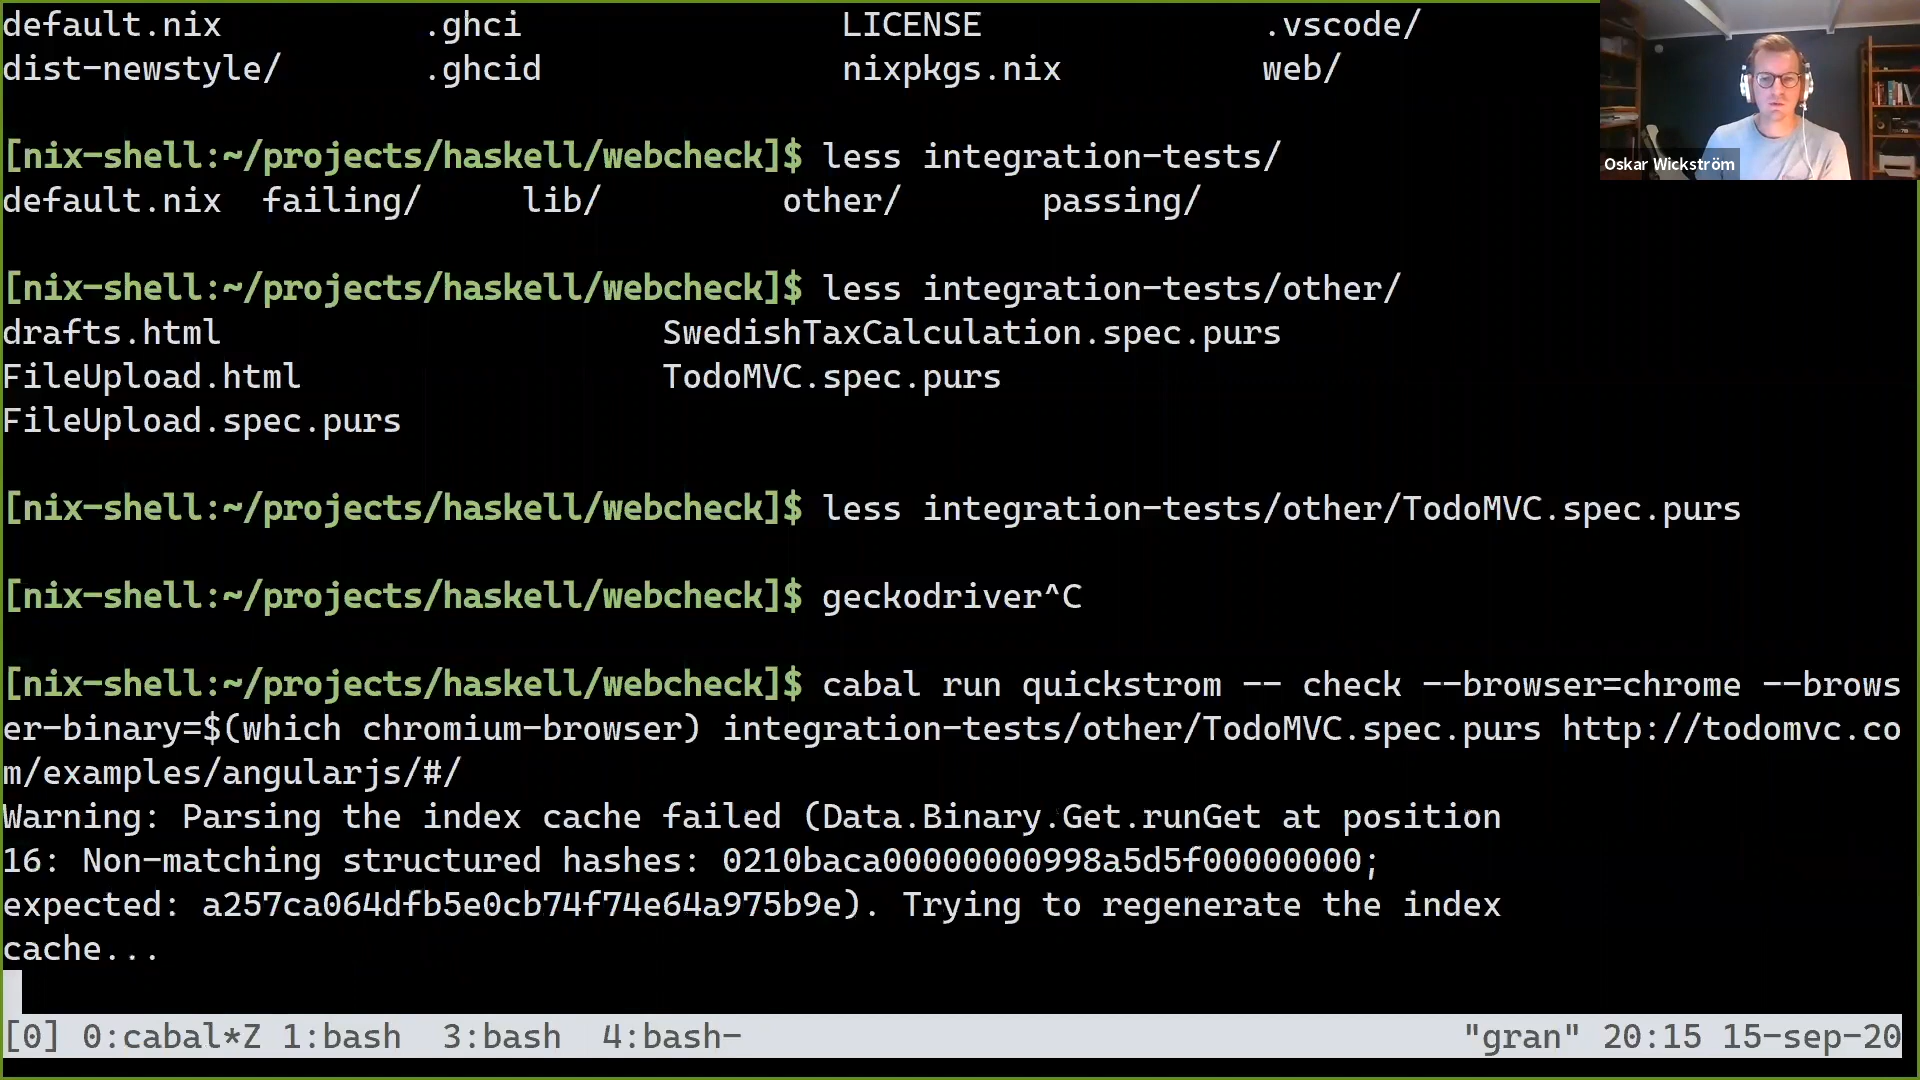 default.nix .ghci LICENSE .vscode/
dist-newstyle/ .ghcid nixpkgs.nix web/
Oskar Wickström
[nix-shell:~/projects/haskell/webcheck]$ less integration-tests/
default.nix failing/ lib/ other/ passing/
[nix-shell:~/projects/haskell/webcheck]$ less integration-tests/other/
drafts.html SwedishTaxCalculation.spec.purs
FileUpload.html TodoMVC.spec.purs
FileUpload.spec.purs
[nix-shell:~/projects/haskell/webcheck]$ less integration-tests/other/TodoMVC.spec.purs
[nix-shell:~/projects/haskell/webcheck]$ geckodriver^C
[nix-shell:~/projects/haskell/webcheck]$ cabal run quickstrom -- check --browser=chrome --brows
er-binary=$(which chromium-browser) integration-tests/other/TodoMVC.spec.purs http://todomvc.co
m/examples/angularjs/#/
Warning: Parsing the index cache failed (Data.Binary.Get.runGet at position
16: Non-matching structured hashes: 0210baca00000000998a5d5f00000000;
expected: a257ca064dfb5e0cb74f74e64a975b9e). Trying to regenerate the index
cache...
[0] 0:cabal*Z 1:bash 3:bash 4:bash- "gran" 20:15 15-sep-20